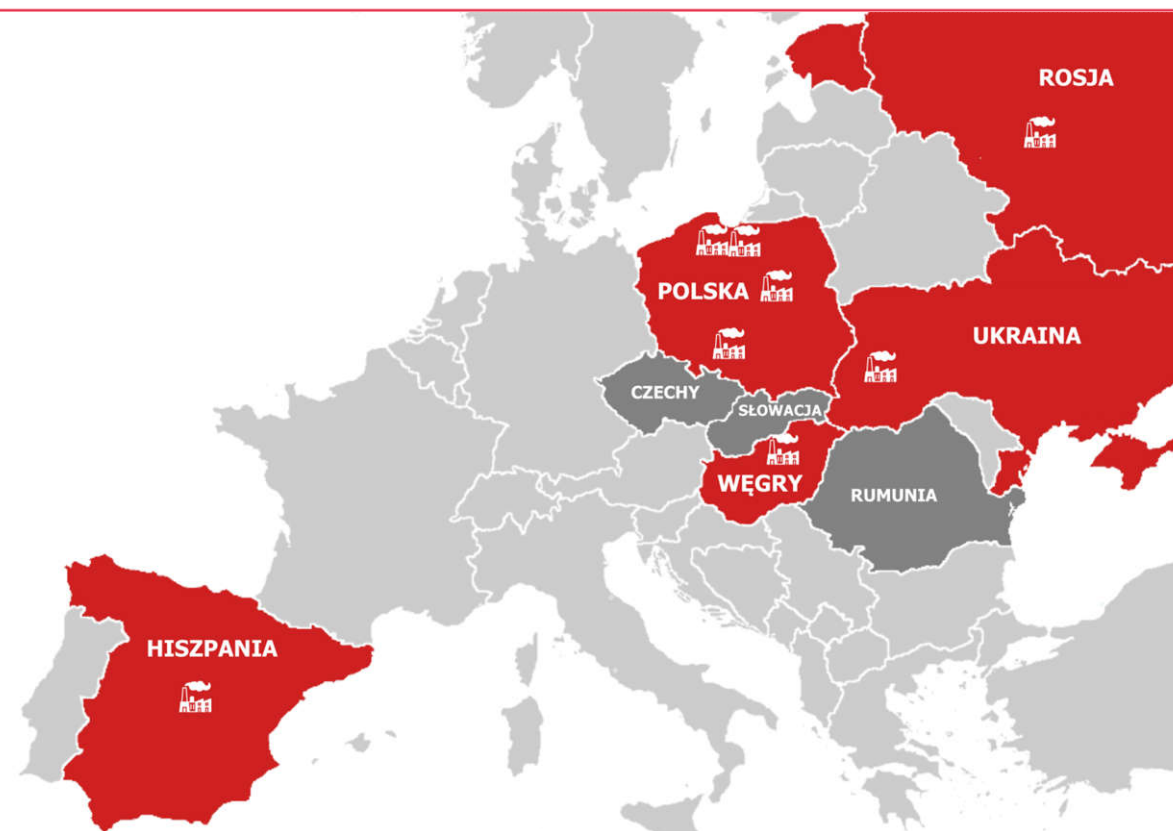 ROSJA
POLSKA
UKRAINA
CZECHY
SŁOWACJA
WĘGRY
RUMUNIA
HISZPANIA